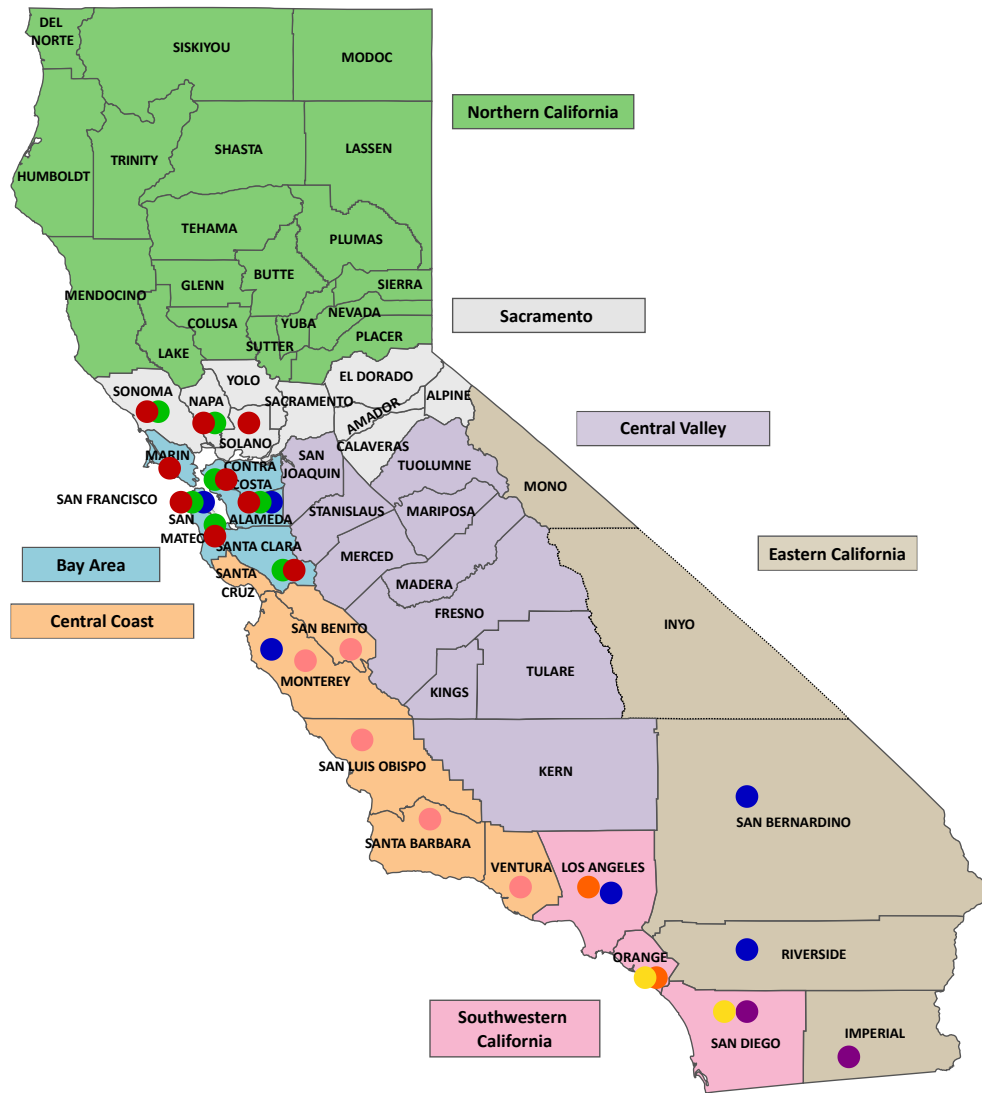 DEL
NORTE
SISKIYOU
MODOC
Northern California
HUMBOLDT
TRINITY
SHASTA
LASSEN
TEHAMA
PLUMAS
MENDOCINO
GLENN
BUTTE
SIERRA
COLUSA
YUBA
NEVADA
LAKE
SUTTER
PLACER
Sacramento
SONOMA
NAPA
YOLO
SACRAMENTO
EL DORADO
ALPINE
AMADOR
SOLANO
CALAVERAS
Central Valley
MARIN
CONTRA
COSTA
SAN
JOAQUIN
TUOLUMNE
MONO
SAN FRANCISCO
SAN
MATEO
ALAMEDA
STANISLAUS
MARIPOSA
Bay Area
SANTA CLARA
MERCED
Eastern California
SANTA
CRUZ
MADERA
Central Coast
SAN BENITO
FRESNO
INYO
MONTEREY
KINGS
TULARE
SAN LUIS OBISPO
KERN
SAN BERNARDINO
SANTA BARBARA
VENTURA
LOS ANGELES
ORANGE
RIVERSIDE
Southwestern
California
SAN DIEGO
IMPERIAL